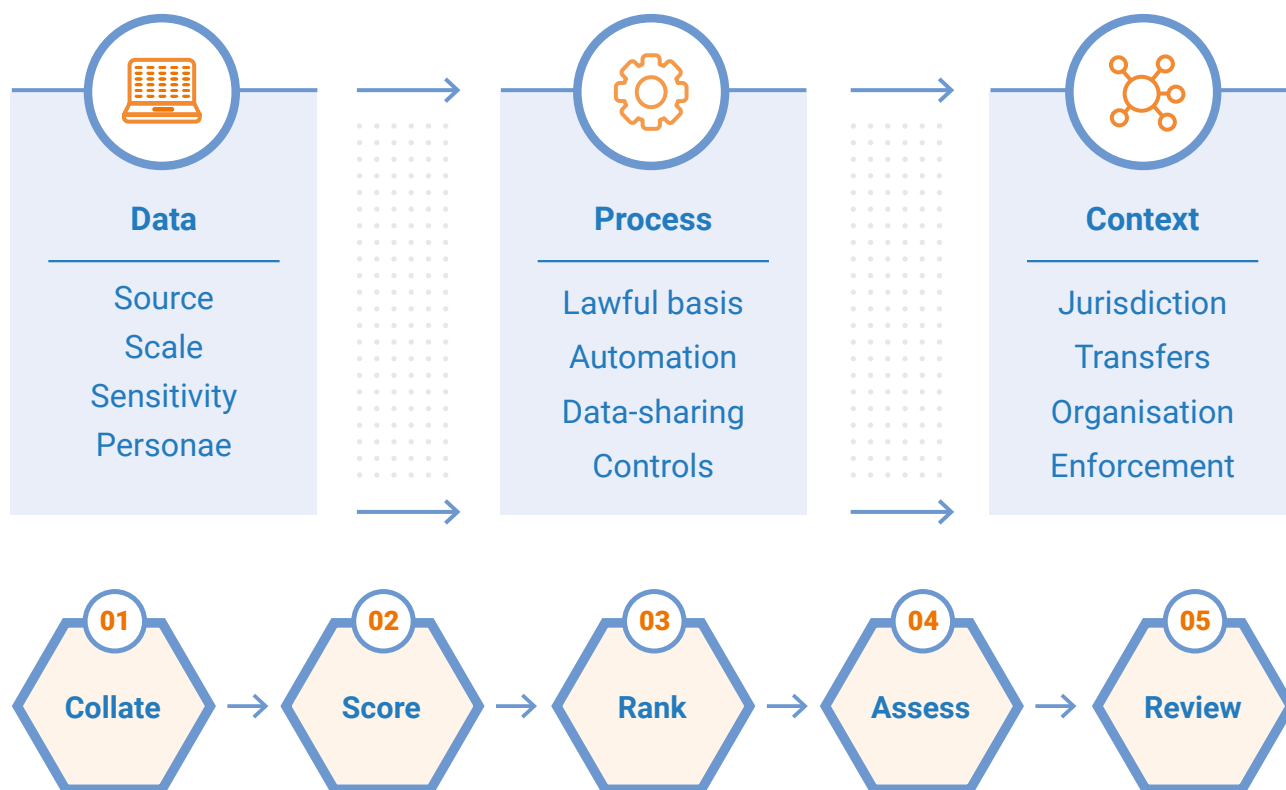 Data
Source
Scale
Sensitivity
Personae
Process
Lawful basis
Automation
Data-sharing
Controls
Context
Jurisdiction
Transfers
Organisation
Enforcement
01
Collate
02
Score
03
Rank
04
Assess
05
Review